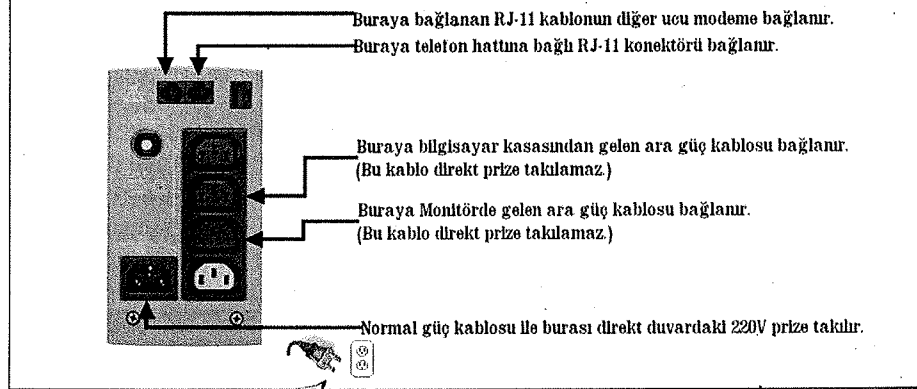 Buraya bağlanan RJ-11 kablonun diğer ucu modeme bağlanır.
Buraya telefon hattına bağlı RJ-11 konektörü bağlanır.
Buraya bilgisayar kasasından gelen ara güç kablosu bağlanır.
(Bu kablo direkt prize takılamaz.)
Buraya Monitörde gelen ara güç kablosu bağlanır.
(Bu kablo direkt prize takılamaz.)
Normal güç kablosu ile burası direkt duvardaki 220V prize takılır.